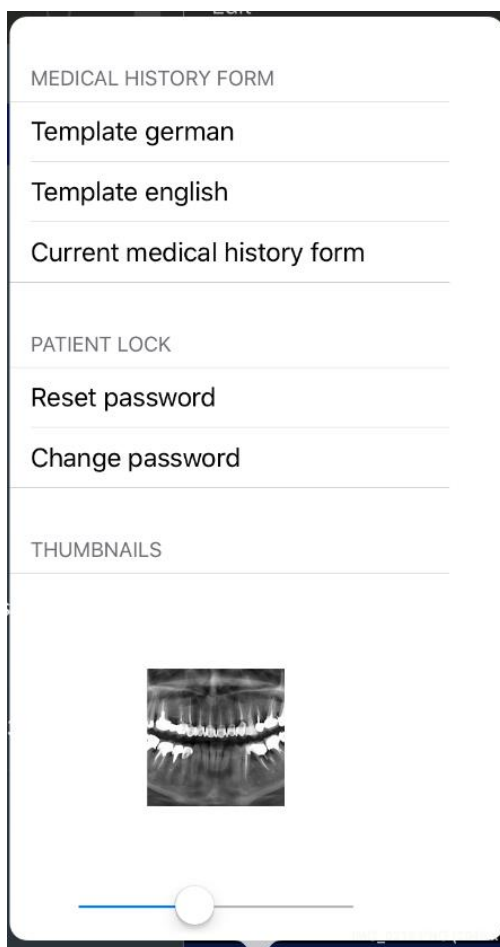 MEDICAL HISTORY FORM
Template german
Template english
Current medical history form
PATIENT LOCK
Reset password
Change password
THUMBNAILS